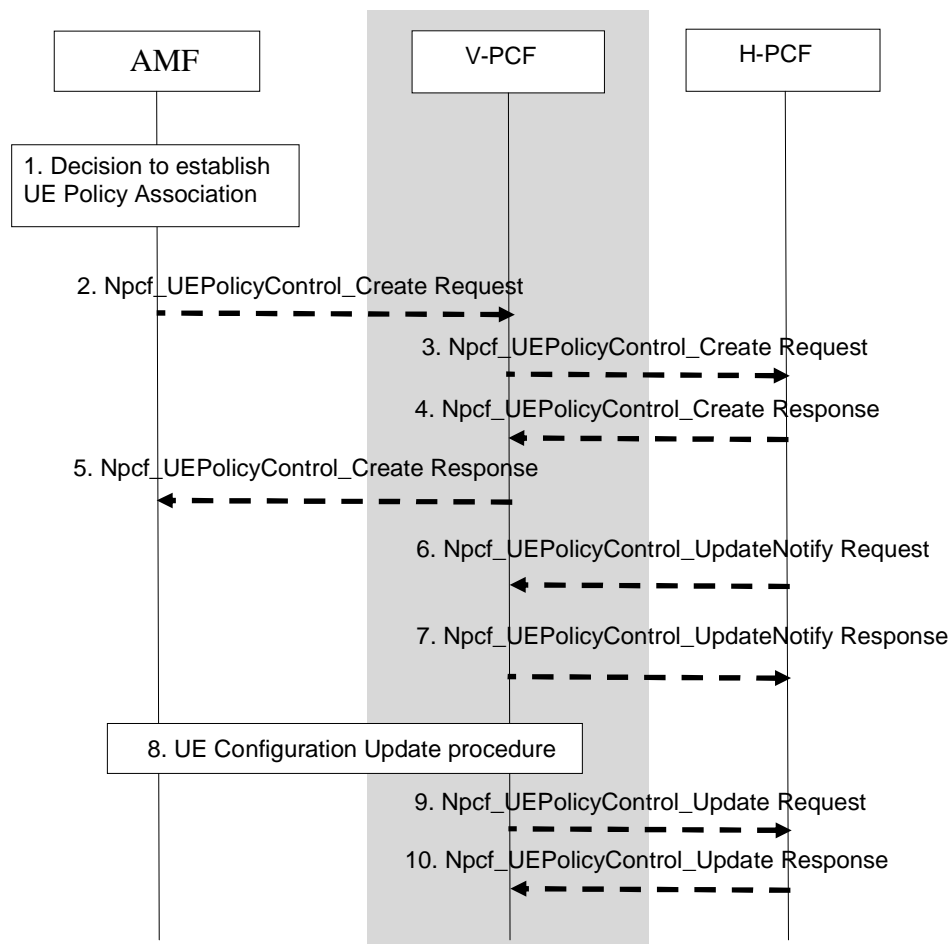 AMF
V-PCF
H-PCF
1. Decision to establish
UE Policy Association
2. Npcf_UEPolicyControl_Create Request
3. Npcf_UEPolicyControl_Create Request
4. Npcf_UEPolicyControl_Create Response
5. Npcf_UEPolicyControl_Create Response
6. Npcf_UEPolicyControl_UpdateNotify Request
7. Npcf_UEPolicyControl_UpdateNotify Response
8. UE Configuration Update procedure
9. Npcf_UEPolicyControl_Update Request
10. Npcf_UEPolicyControl_Update Response